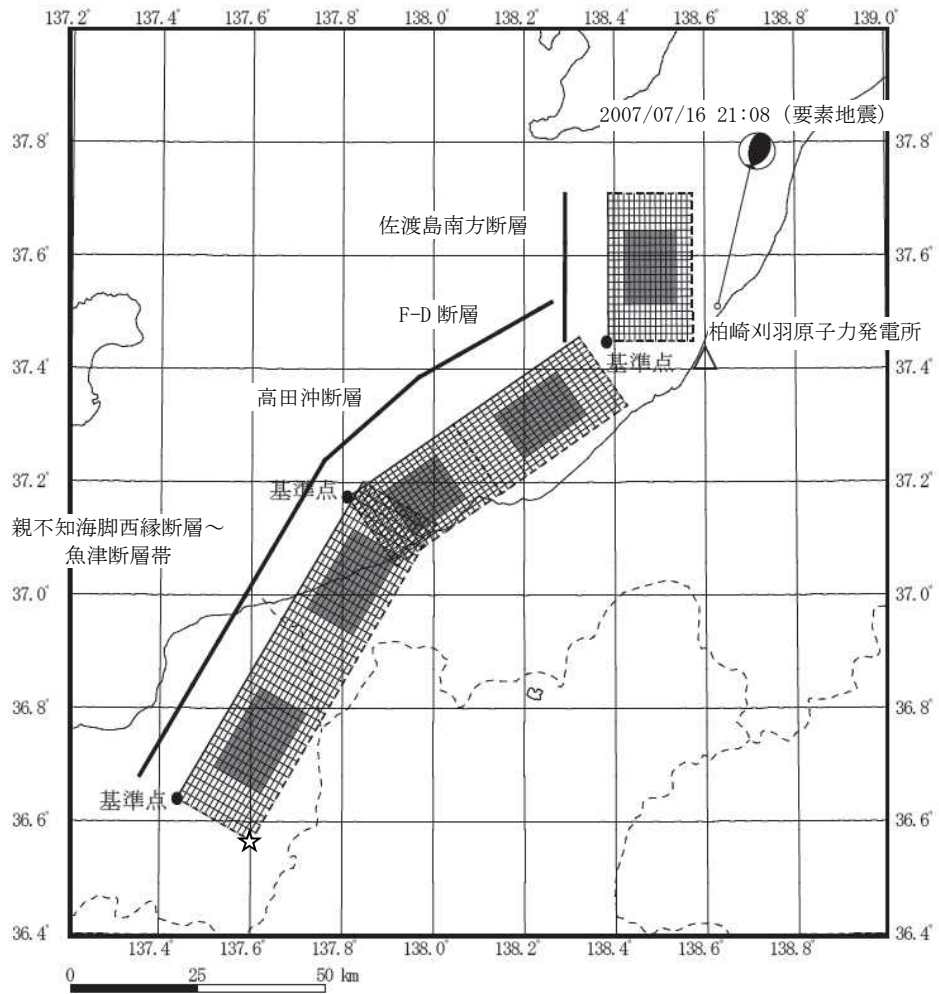 137.2° 137.4° 137.6° 137.8° 138.0° 138.2° 138.4° 138.6° 138.8° 139.0°
2007/07/16 21:08 (要素地震)
37.8° 37.8°
佐渡島南方断層
37.6° 37.6°
F-D 断層
柏崎刈羽原子力発電所
基準点
37.4° 37.4°
高田沖断層
37.2° 37.2°
基準点
親不知海脚西縁断層～
魚津断層帯
37.0° 37.0°
36.8° 36.8°
基準点
36.6° 36.6°
36.4° 36.4°
137.4° 137.6° 137.8° 138.0° 138.2° 138.4° 138.6° 138.8°
0 25 50 km